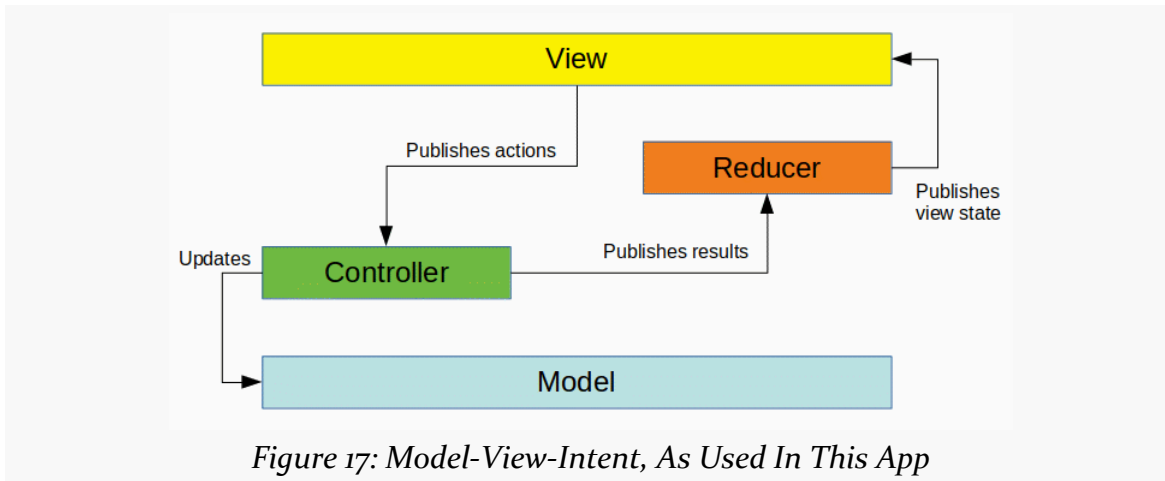 View
Publishes actions
Reducer
Publishes
view state
Updates
Controller
Publishes results
Model
Figure 17: Model-View-Intent, As Used In This App